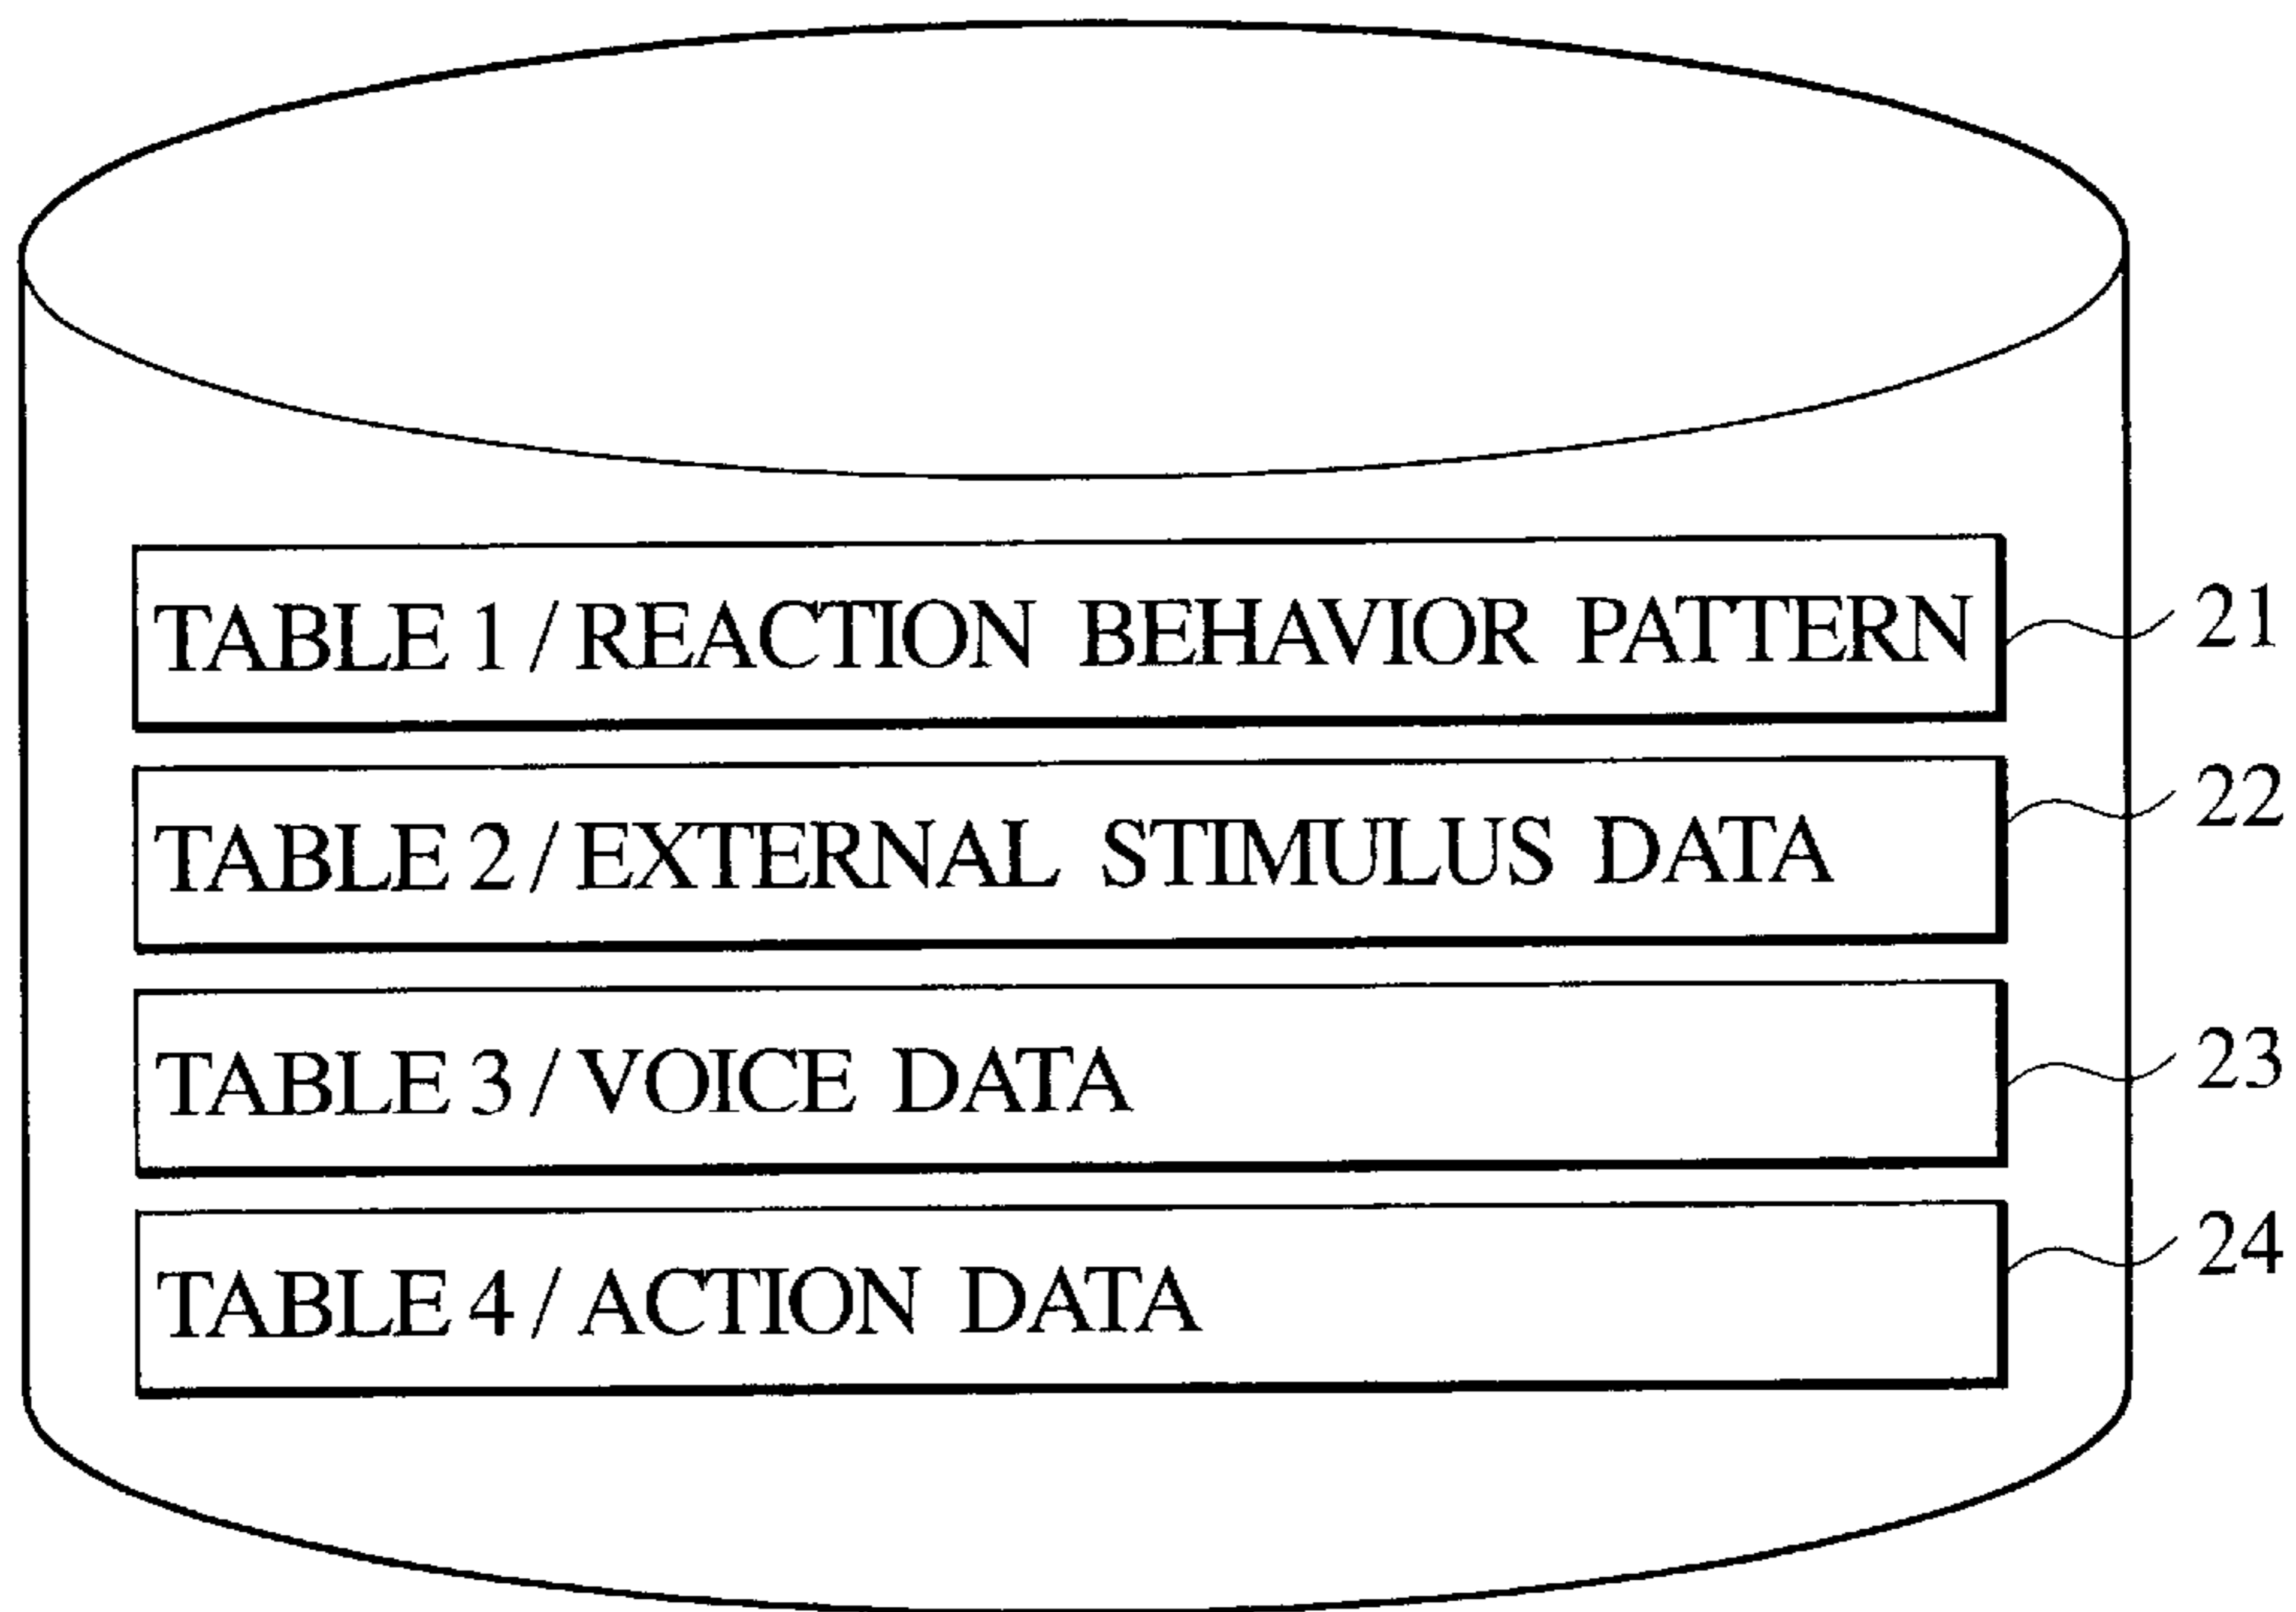 TABLE 1 / REACTION BEHAVIOR PATTERN 21
TABLE 2 / EXTERNAL STIMULUS DATA 22
TABLE 3 / VOICE DATA 23
TABLE 4 / ACTION DATA 24